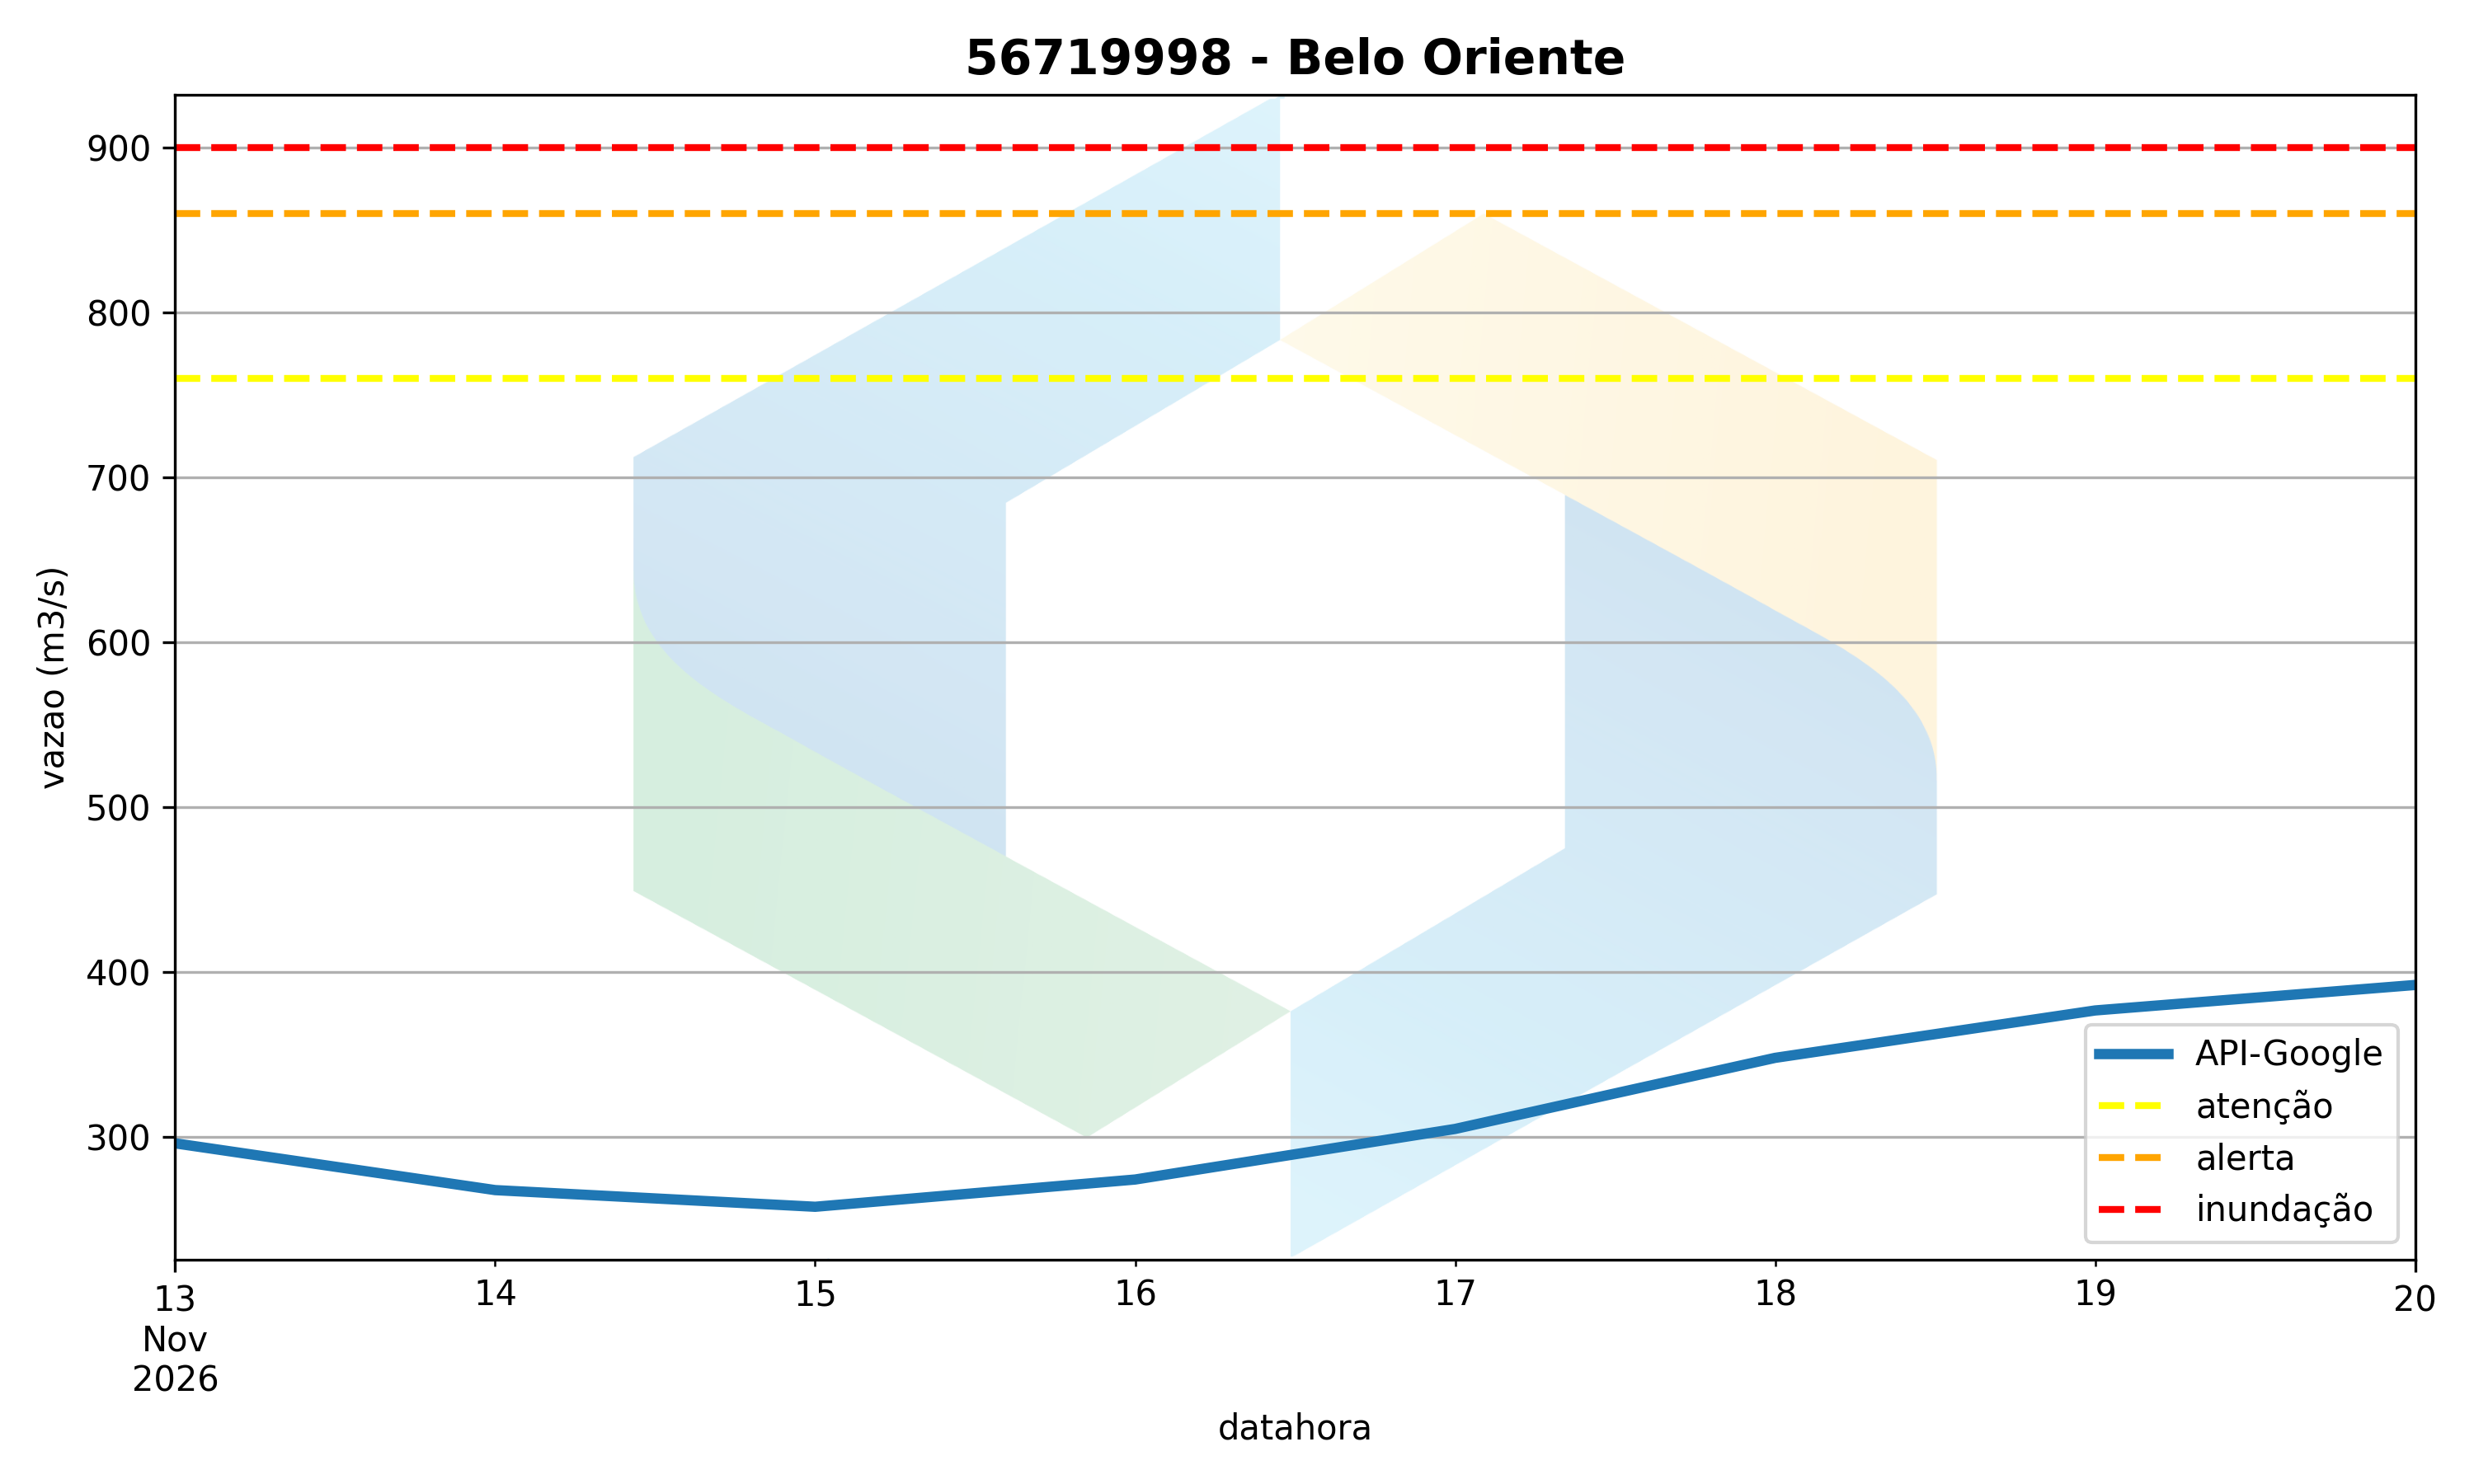 56719998 - Belo Oriente
900
800
700
600
500
400
300
vazao (m3/s)
API-Google
atenção
alerta
inundação
13 14 15 16 17 18 19 20
Nov
2026
datahora